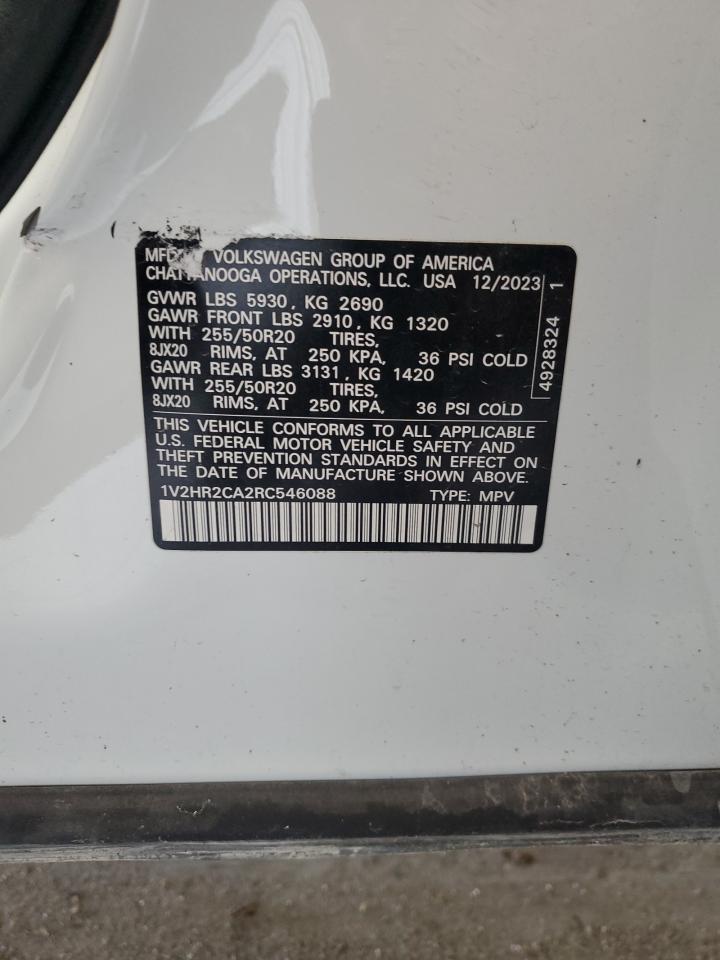 MFD. VOLKSWAGEN GROUP OF AMERICA
CHATTANOOGA OPERATIONS, LLC. USA 12/2023
GVWR LBS 5930, KG 2690
GAWR FRONT LBS 2910, KG 1320
WITH 255/50R20 TIRES,
8JX20 RIMS, AT 250 KPA, 36 PSI COLD
GAWR REAR LBS 3131, KG 1420
WITH 255/50R20 TIRES,
8JX20 RIMS, AT 250 KPA, 36 PSI COLD
THIS VEHICLE CONFORMS TO ALL APPLICABLE
U.S. FEDERAL MOTOR VEHICLE SAFETY AND
THEFT PREVENTION STANDARDS IN EFFECT ON
THE DATE OF MANUFACTURE SHOWN ABOVE.
1V2HR2CA2RC546088 TYPE: MPV
4928324 1